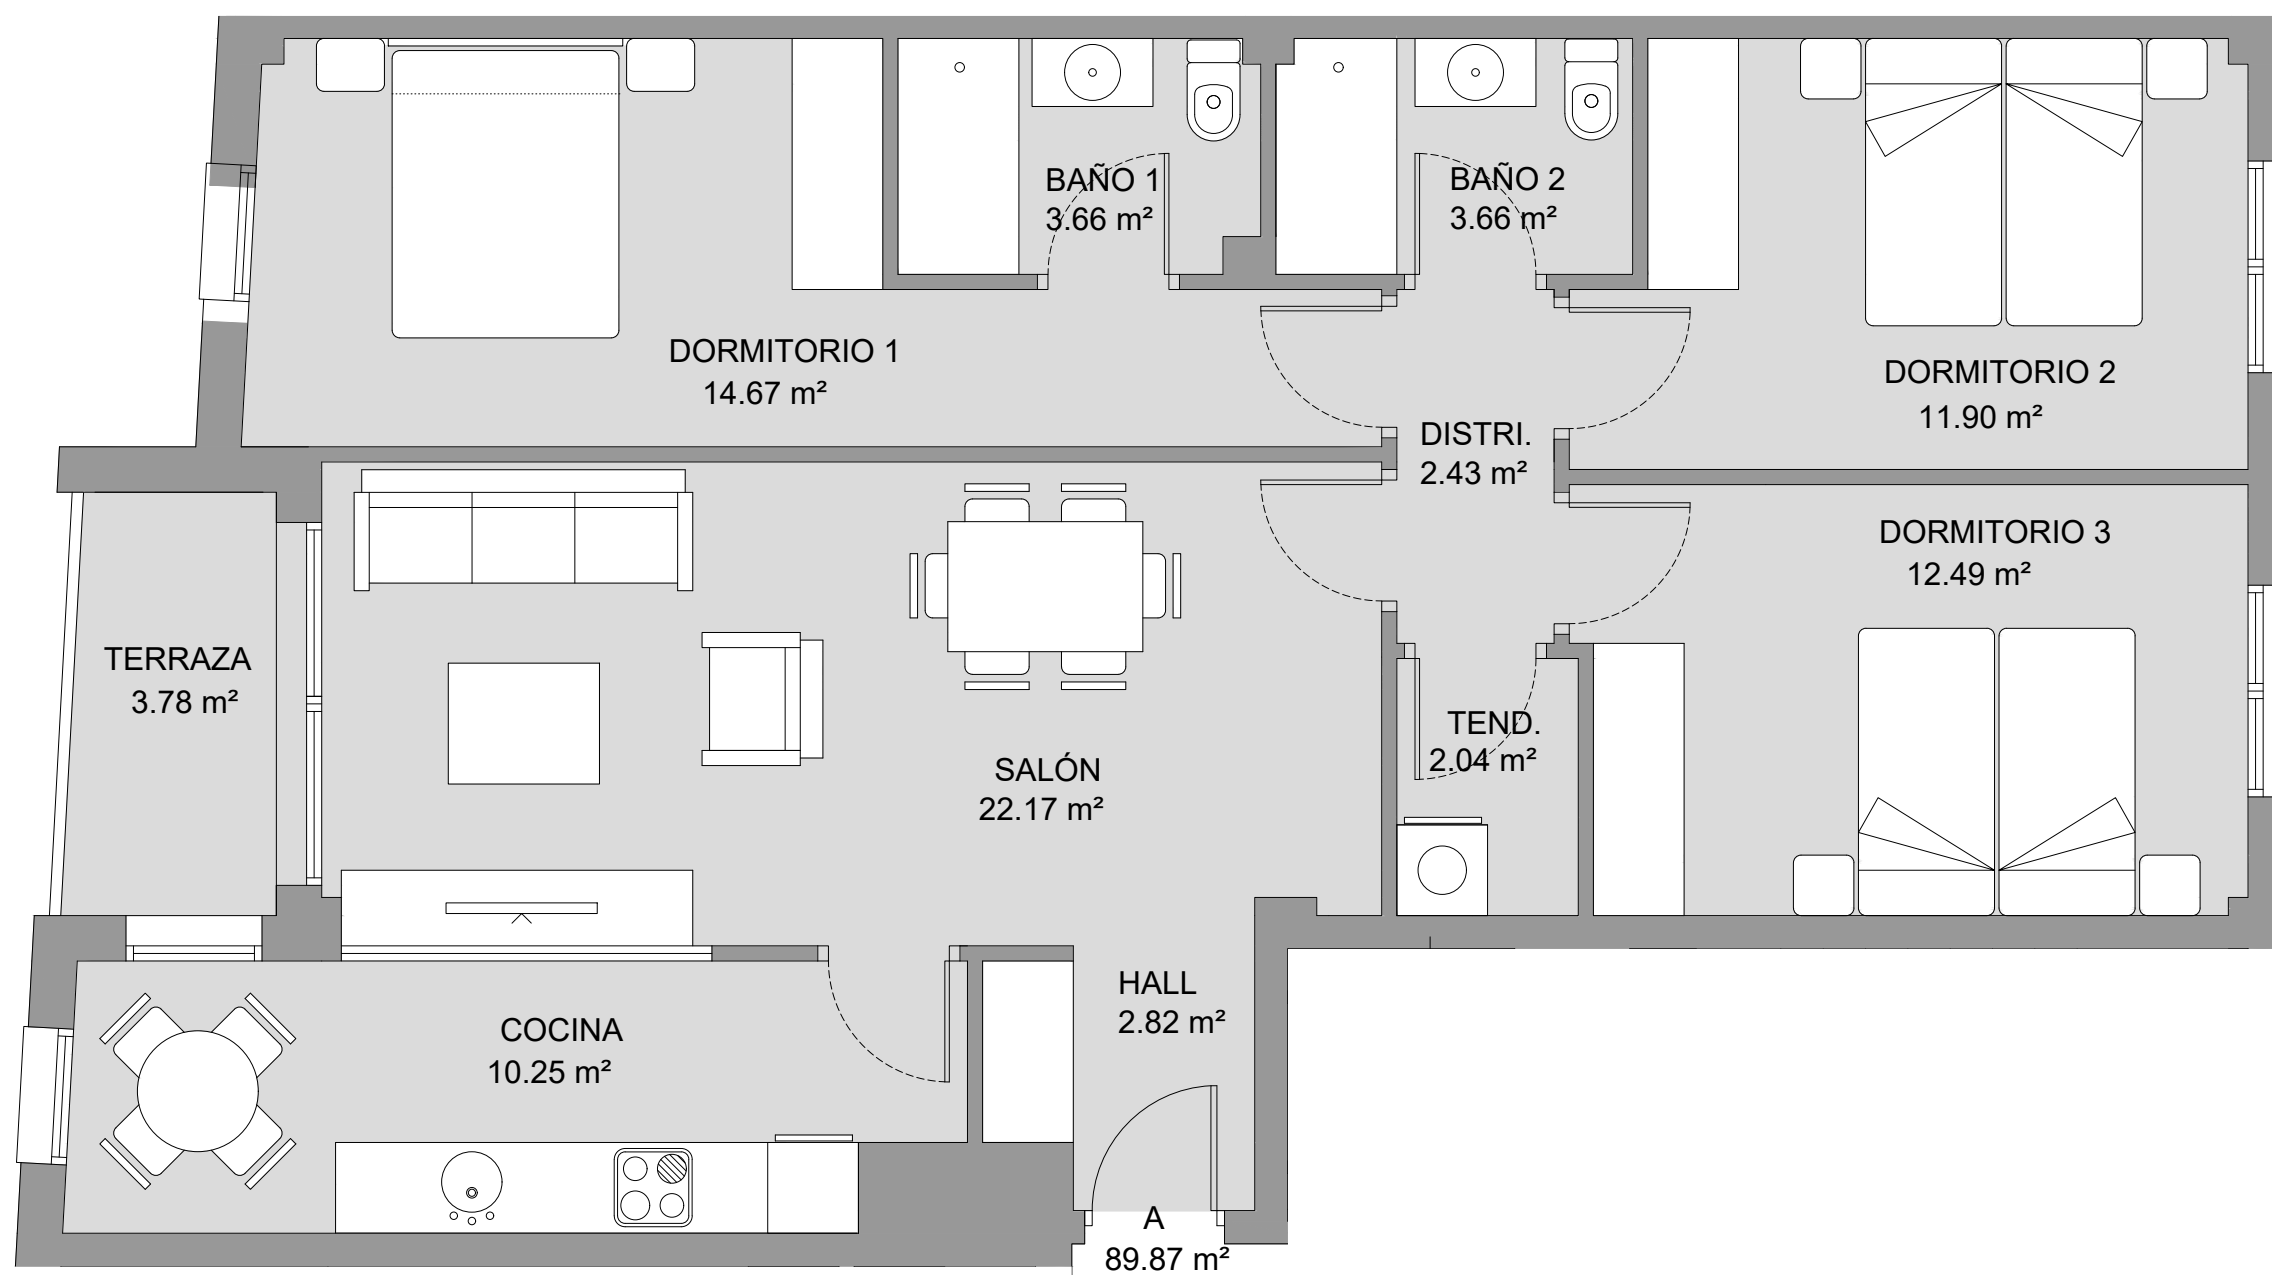 BAÑO 1
3.66 m²
BAÑO 2
3.66 m²
DORMITORIO 1
14.67 m²
DORMITORIO 2
11.90 m²
DISTRI.
2.43 m²
DORMITORIO 3
12.49 m²
TERRAZA
3.78 m²
TEND.
2.04 m²
SALÓN
22.17 m²
HALL
2.82 m²
COCINA
10.25 m²
A
89.87 m²